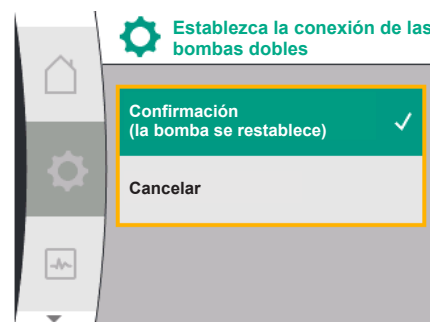 Establezca la conexión de las
bombas dobles
Confirmación
(la bomba se restablece)
Cancelar